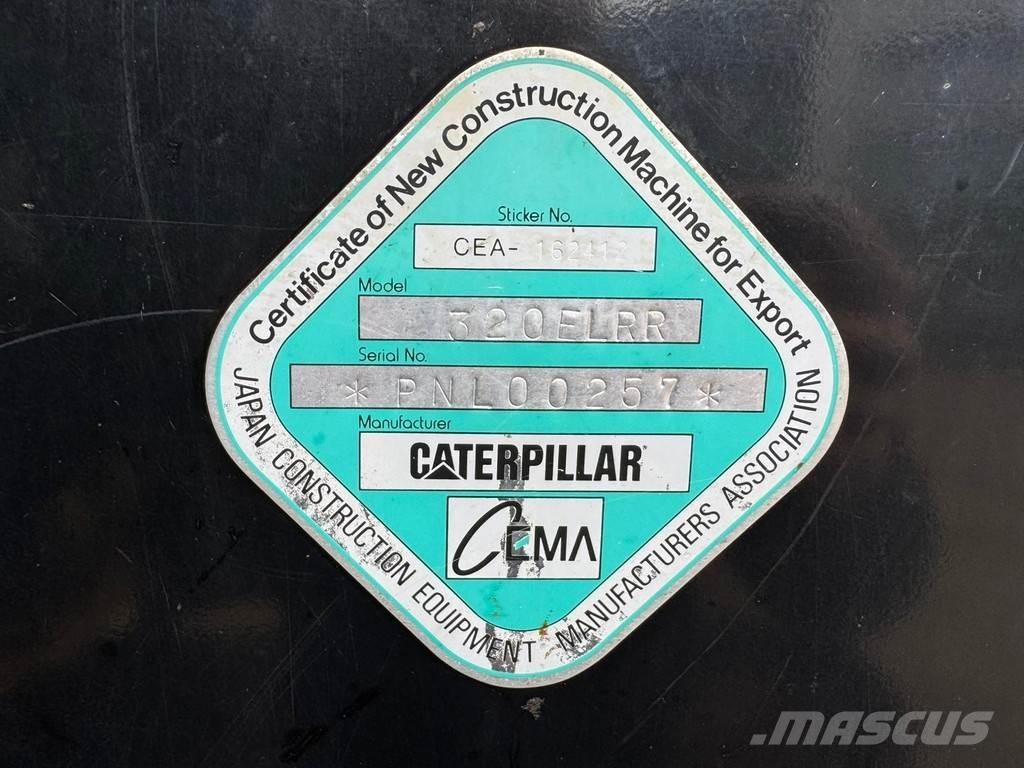 Certificate of New Construction Machine for Export
Sticker No.
CEA- 162412
Model
320ELRR
Serial No.
*PNL00257*
Manufacturer
CATERPILLAR®
CEMA
JAPAN CONSTRUCTION EQUIPMENT MANUFACTURERS ASSOCIATION
MASCUS